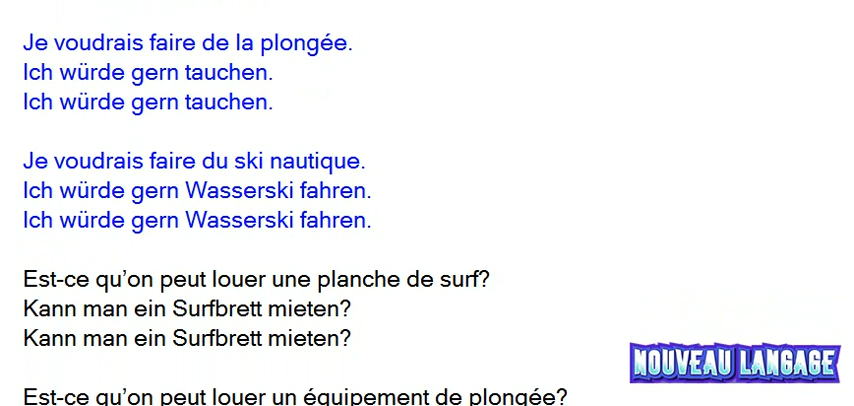 Je voudrais faire de la plongée.
Ich würde gern tauchen.
Ich würde gern tauchen.
Je voudrais faire du ski nautique.
Ich würde gern Wasserski fahren.
Ich würde gern Wasserski fahren.
Est-ce qu’on peut louer une planche de surf?
Kann man ein Surfbrett mieten?
Kann man ein Surfbrett mieten?
NOUVEAU LANGAGE
Est-ce qu’on peut louer un équipement de plongée?